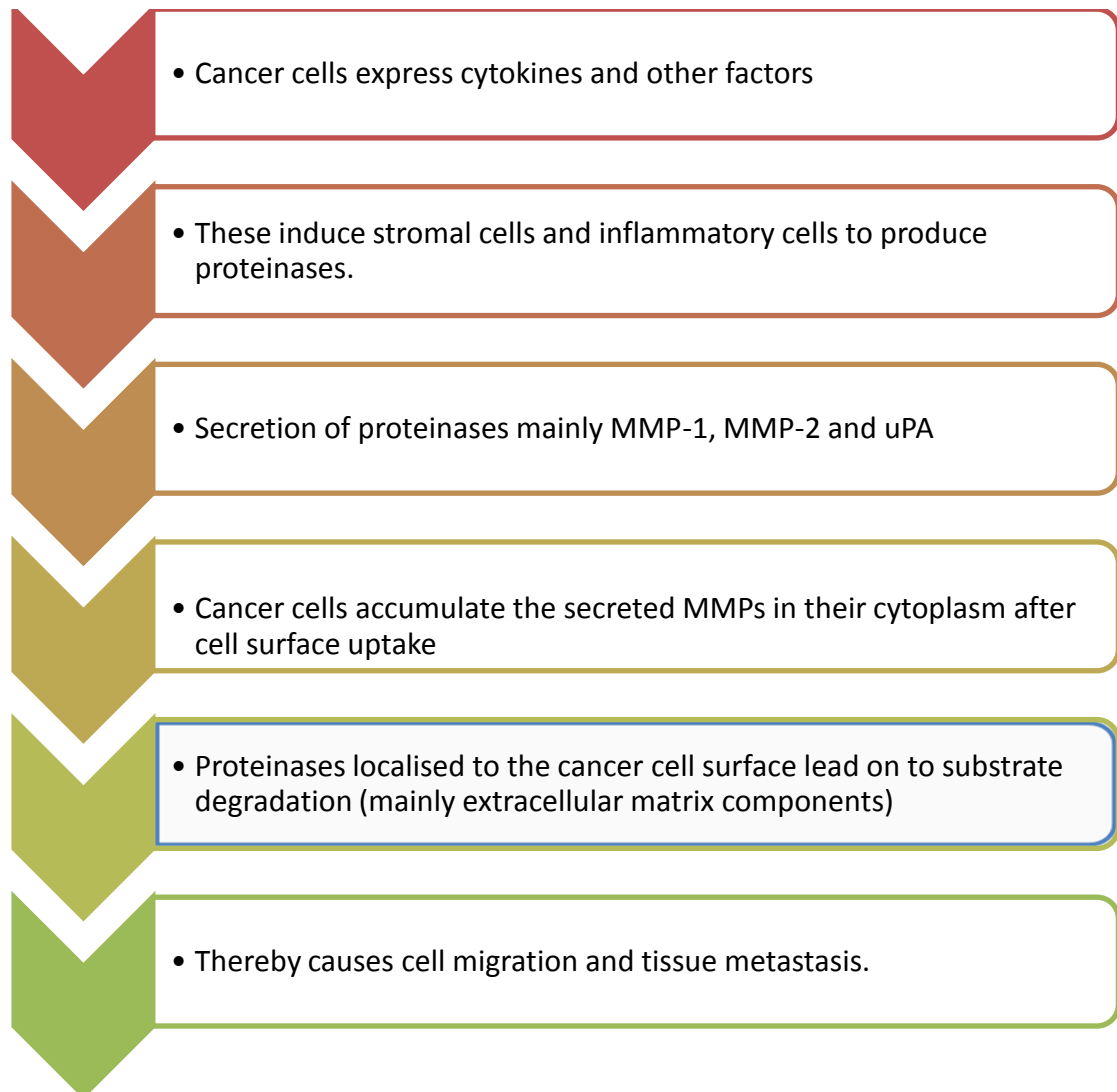 • Cancer cells express cytokines and other factors
• These induce stromal cells and inflammatory cells to produce
proteinases.
• Secretion of proteinases mainly MMP-1, MMP-2 and uPA
• Cancer cells accumulate the secreted MMPs in their cytoplasm after
cell surface uptake
• Proteinases localised to the cancer cell surface lead on to substrate
degradation (mainly extracellular matrix components)
• Thereby causes cell migration and tissue metastasis.